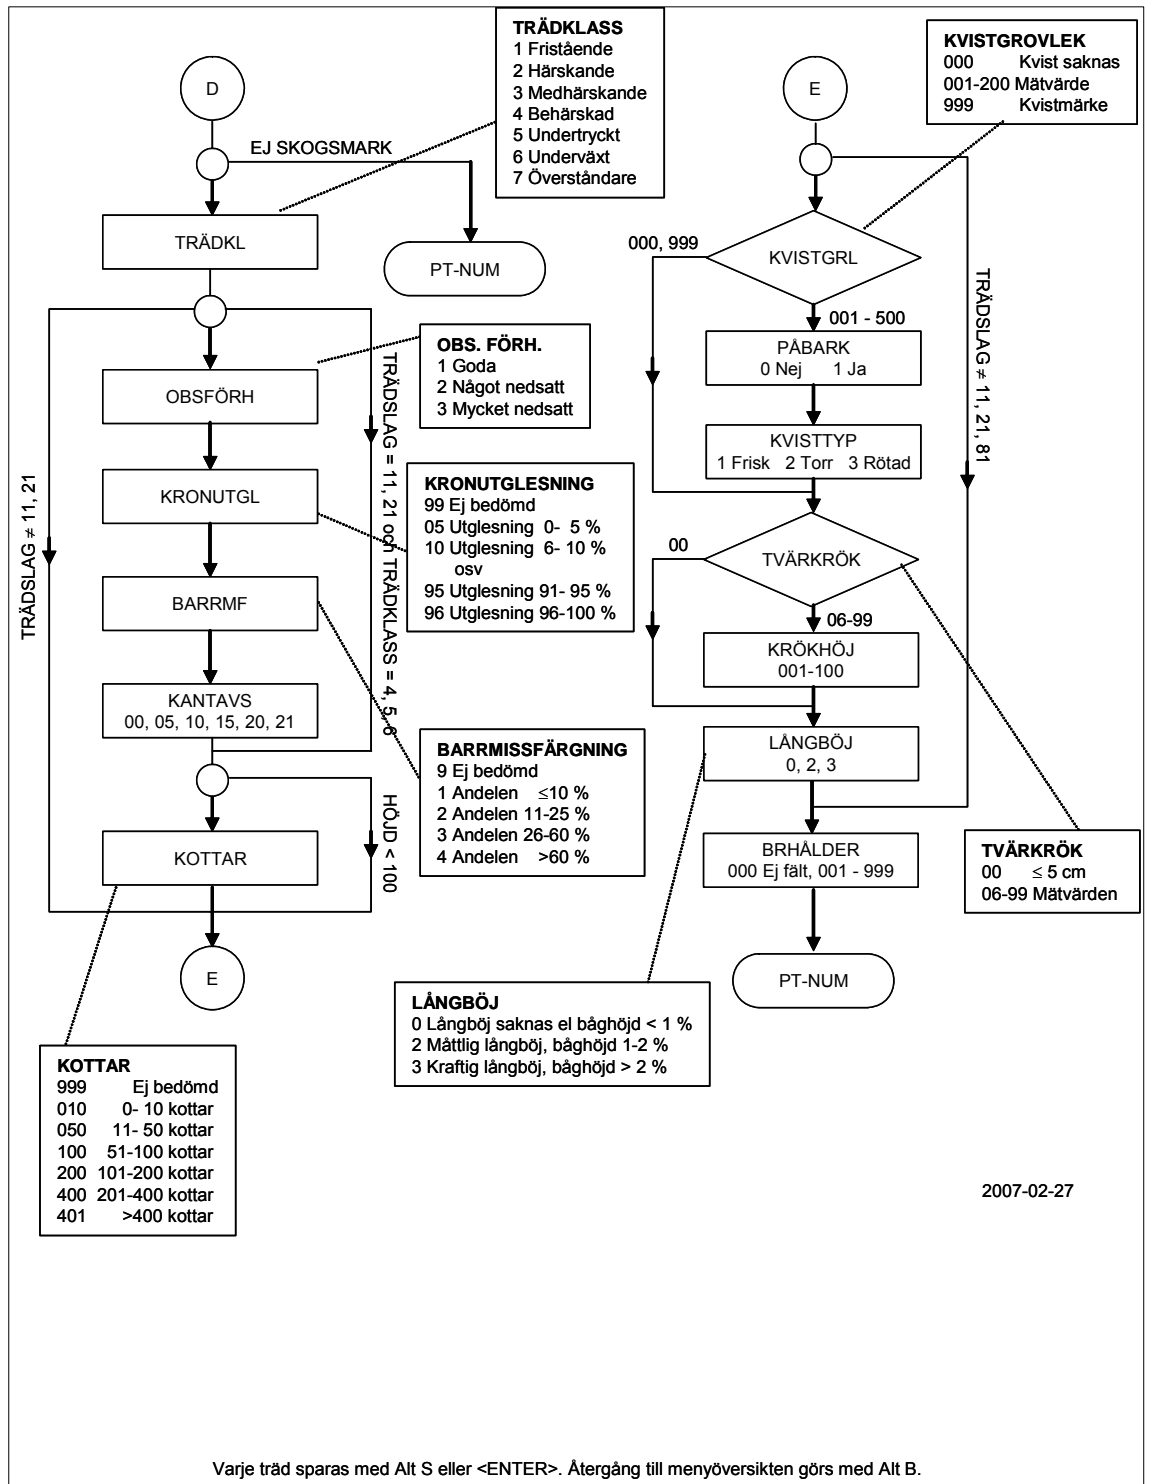 TRÄDKLASS
1 Fristående
2 Härskande
3 Medhärskande
4 Behärskad
5 Undertryckt
6 Underväxt
7 Överståndare
D
EJ SKOGSMARK
TRÄDKL
PT-NUM
OBS. FÖRH.
1 Goda
2 Något nedsatt
3 Mycket nedsatt
OBSFÖRH
TRÄDSLAG = 11, 21 och TRÄDKLASS = 4, 5, 6
TRÄDSLAG ≠ 11, 21
KRONUTGL
KRONUTGLESNING
99 Ej bedömd
05 Utglesning 0- 5 %
10 Utglesning 6- 10 %
osv
95 Utglesning 91- 95 %
96 Utglesning 96-100 %
BARRMF
KANTAVS
00, 05, 10, 15, 20, 21
BARRMISSFÄRGNING
9 Ej bedömd
1 Andelen ≤10 %
2 Andelen 11-25 %
3 Andelen 26-60 %
4 Andelen >60 %
HÖJD < 100
KOTTAR
E
KOTTAR
999 Ej bedömd
010 0- 10 kottar
050 11- 50 kottar
100 51-100 kottar
200 101-200 kottar
400 201-400 kottar
401 >400 kottar
KVISTGROVLEK
000 Kvist saknas
001-200 Mätvärde
999 Kvistmärke
E
000, 999
KVISTGRL
001 - 500
PÅBARK
0 Nej 1 Ja
KVISTTYP
1 Frisk 2 Torr 3 Rötad
TRÄDSLAG ≠ 11, 21, 81
00
TVÄRKRÖK
06-99
KRÖKHÖJ
001-100
LÅNGBÖJ
0, 2, 3
BRHÅLDER
000 Ej fält, 001 - 999
PT-NUM
TVÄRKRÖK
00 ≤ 5 cm
06-99 Mätvärden
LÅNGBÖJ
0 Långböj saknas el båghöjd < 1 %
2 Måttlig långböj, båghöjd 1-2 %
3 Kraftig långböj, båghöjd > 2 %
2007-02-27
Varje träd sparas med Alt S eller <ENTER>. Återgång till menyöversikten görs med Alt B.